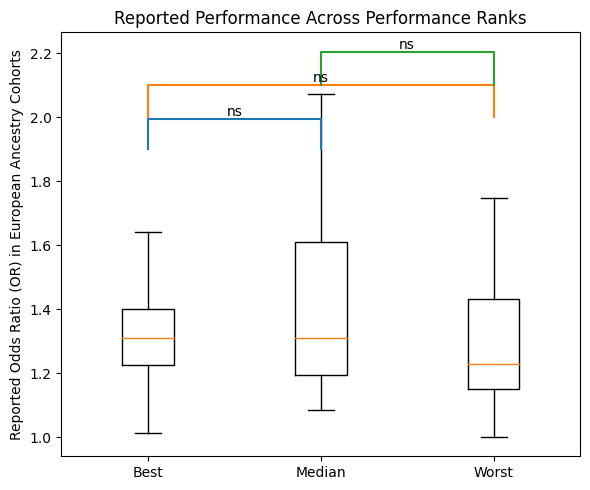 Reported Performance Across Performance Ranks
Reported Odds Ratio (OR) in European Ancestry Cohorts
2.2
2.0
1.8
1.6
1.4
1.2
1.0
ns
ns
ns
Best
Median
Worst